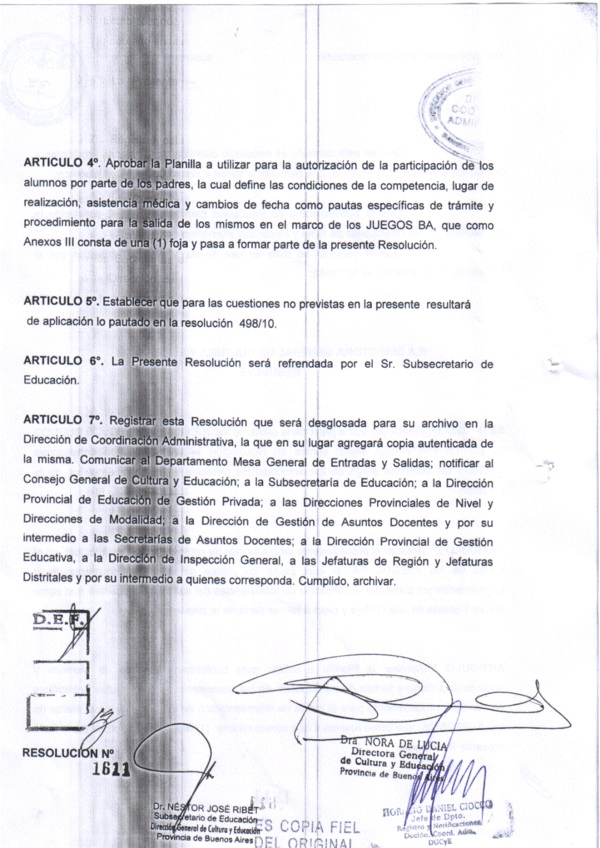 D
COO
ADMI
ARTICULO 4º. Aprobar la Planilla a utilizar para la autorización de la participación de los
alumnos por parte de los padres, la cual define las condiciones de la competencia, lugar de
realización, asistencia médica y cambios de fecha como pautas específicas de trámite y
procedimiento para la salida de los mismos en el marco de los JUEGOS BA, que como
Anexos III consta de una (1) foja y pasa a formar parte de la presente Resolución.
ARTICULO 5º. Establecer que para las cuestiones no previstas en la presente resultará
de aplicación lo pautado en la resolución 498/10.
ARTICULO 6º. La Presente Resolución será refrendada por el Sr. Subsecretario de
Educación.
ARTICULO 7º. Registrar esta Resolución que será desglosada para su archivo en la
Dirección de Coordinación Administrativa, la que en su lugar agregará copia autenticada de
la misma. Comunicar al Departamento Mesa General de Entradas y Salidas; notificar al
Consejo General de Cultura y Educación; a la Subsecretaría de Educación; a la Dirección
Provincial de Educación de Gestión Privada; a las Direcciones Provinciales de Nivel y
Direcciones de Modalidad; a la Dirección de Gestión de Asuntos Docentes y por su
intermedio a las Secretarías de Asuntos Docentes; a la Dirección Provincial de Gestión
Educativa, a la Dirección de Inspección General, a las Jefaturas de Región y Jefaturas
Distritales y por su intermedio a quienes corresponda. Cumplido, archivar.
D.E.F.
RESOLUCIÓN Nº
1611
Dra NORA DE LUCIA
Directora General
de Cultura y Educación
Provincia de Buenos Aires
Dr. NÉSTOR JOSÉ RIBET
Subsecretario de Educación
Dirección General de Cultura y Educación
Provincia de Buenos Aires
ES COPIA FIEL
DEL ORIGINAL
HORACIO DANIEL CIOCCO
Jefe de Dpto.
Registro y Notificaciones
Dcción. Coord. Adm.
DGCyE